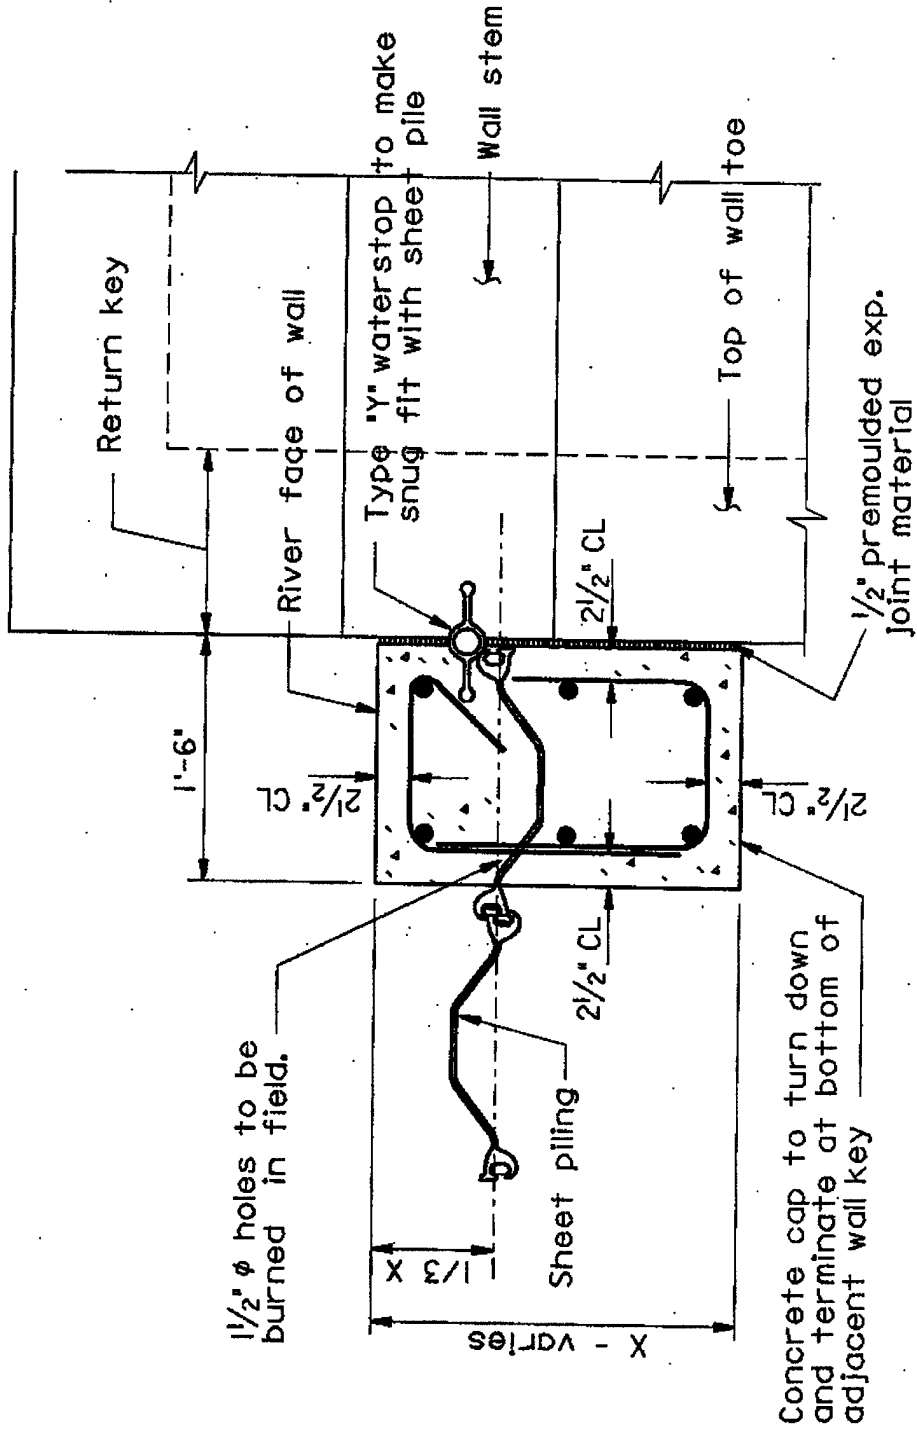 Return key
River face of wall
Type "Y" waterstop to make
snug fit with sheet pile
Wall stem
Top of wall toe
1/2" premoulded exp.
joint material
1'-6"
2 1/2" CL
2 1/2" CL
2 1/2" CL
2 1/2" CL
1 1/2" ϕ holes to be
burned in field.
Sheet piling
1/3 X
X - varies
Concrete cap to turn down
and terminate at bottom of
adjacent wall key